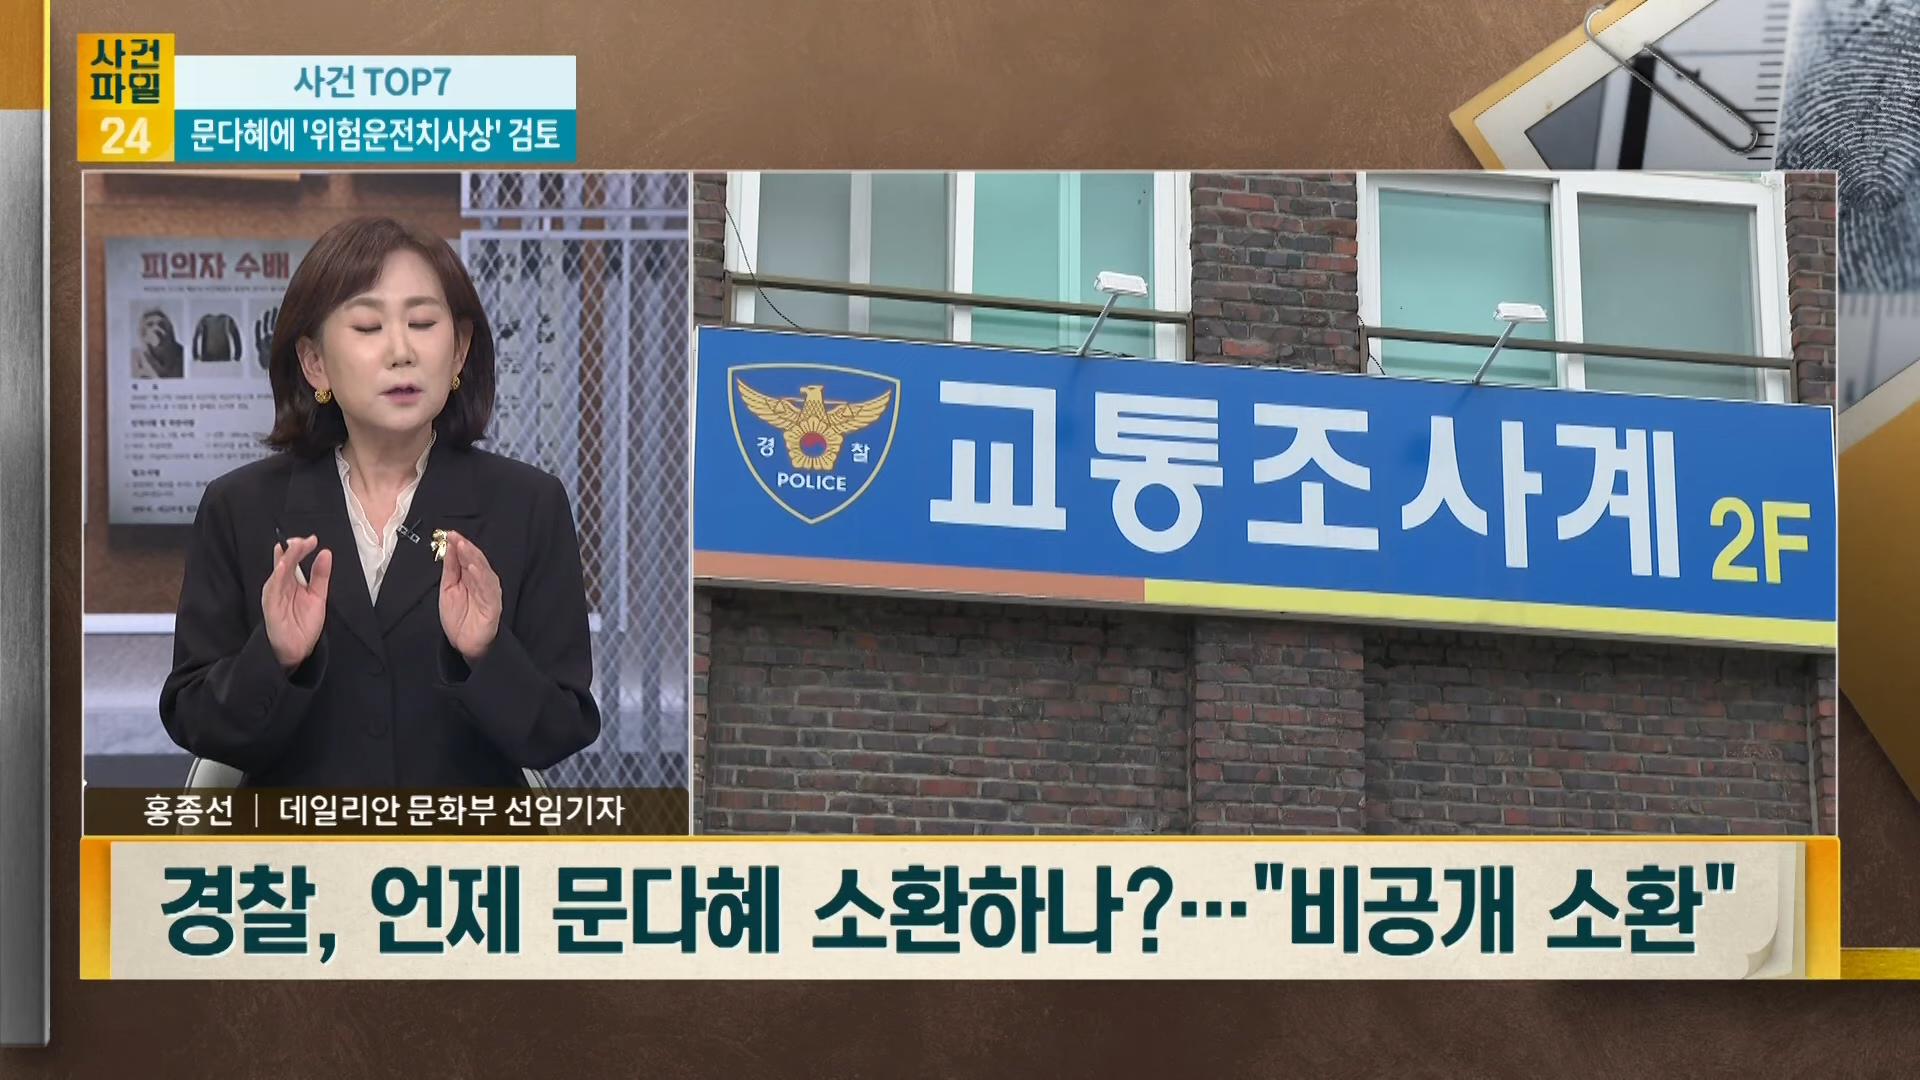 사건
파일
24
사건 TOP7
문다혜에 '위험운전치사상' 검토
피의자 수배
경 찰
POLICE
교통조사계 2F
홍종선 | 데일리안 문화부 선임기자
경찰, 언제 문다혜 소환하나?…"비공개 소환"